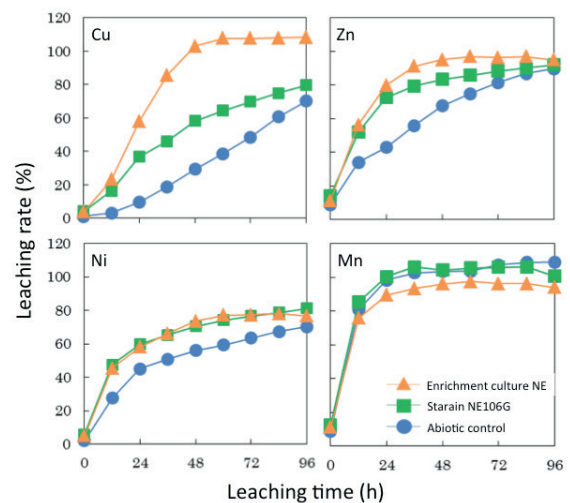 Cu
Zn
120
100
80
60
40
20
0
Leaching rate (%)
Ni
Mn
120
100
80
60
40
20
0
Enrichment culture NE
Starain NE106G
Abiotic control
0 24 48 72 96 0 24 48 72 96
Leaching time (h)